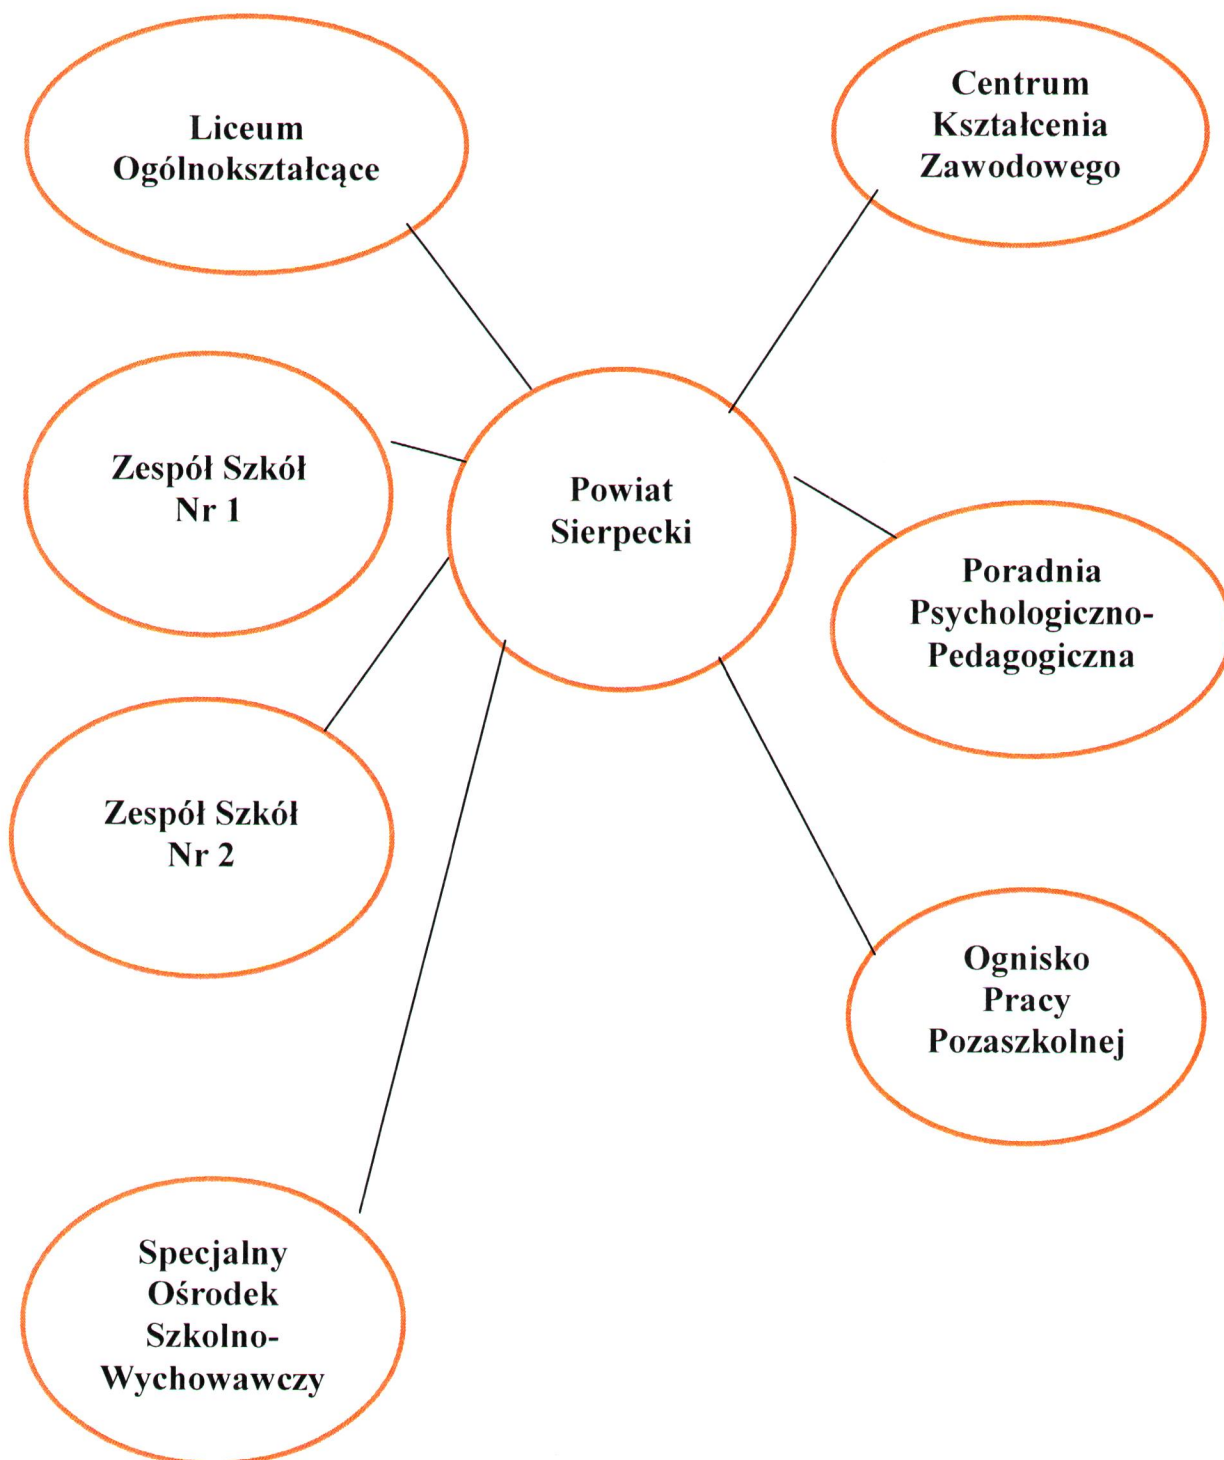 Liceum
Ogólnokształcące
Centrum
Kształcenia
Zawodowego
Zespół Szkół
Nr 1
Powiat
Sierpecki
Poradnia
Psychologiczno-
Pedagogiczna
Zespół Szkół
Nr 2
Ognisko
Pracy
Pozaszkolnej
Specjalny
Ośrodek
Szkolno-
Wychowawczy